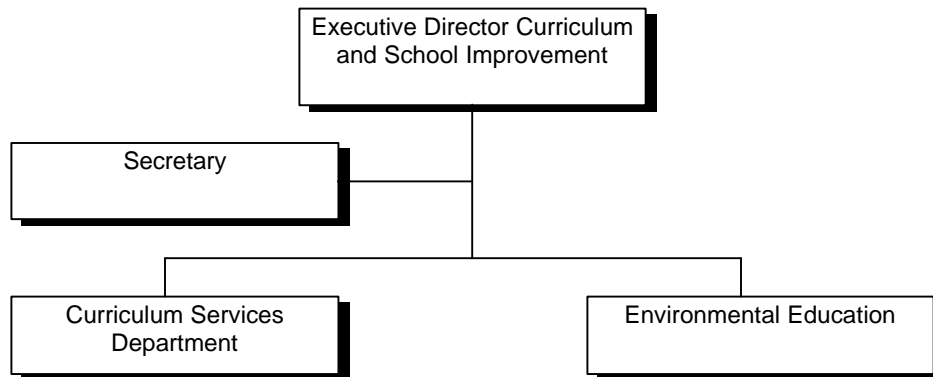 Executive Director Curriculum
and School Improvement
Secretary
Curriculum Services
Department
Environmental Education